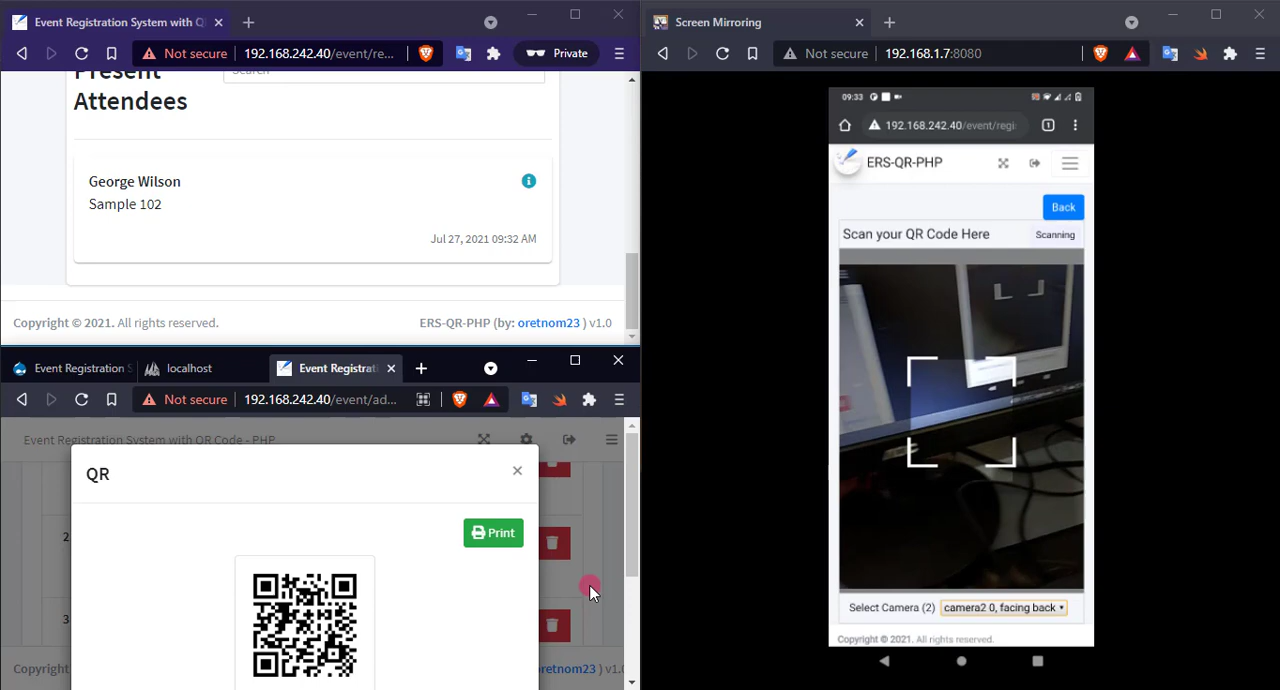 Event Registration System with Q
Not secure 192.168.242.40/event/re... Private
Present
Search
Attendees
George Wilson
Sample 102
Jul 27, 2021 09:32 AM
Copyright © 2021. All rights reserved. ERS-QR-PHP (by: oretnom23 ) v1.0
Event Registration S
localhost
Event Registrati
Not secure 192.168.242.40/event/ad...
Event Registration System with QR Code - PHP
QR
Print
2
3
Copyright
oretnom23 ) v1.0
Screen Mirroring
Not secure 192.168.1.7:8080
09:33
192.168.242.40/event/regi
1
ERS-QR-PHP
Back
Scan your QR Code Here Scanning
Select Camera (2) camera2 0, facing back
Copyright © 2021. All rights reserved.